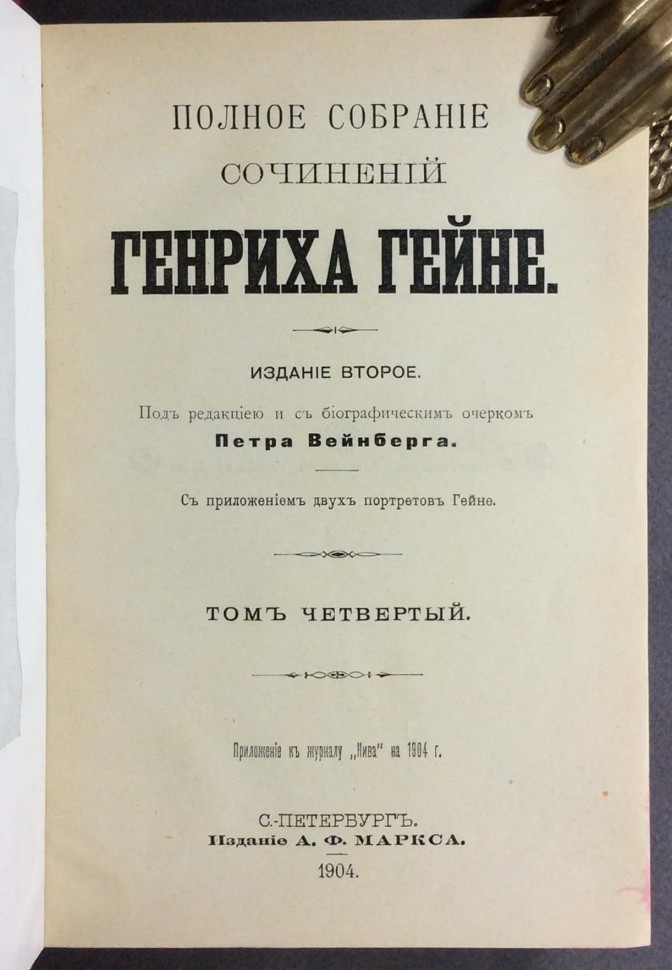 ПОЛНОЕ СОБРАНІЕ
СОЧИНЕНІЙ
ГЕНРИХА ГЕЙНЕ.
ИЗДАНІЕ ВТОРОЕ.
Подъ редакціею и съ біографическимъ очеркомъ
Петра Вейнберга.
Съ приложеніемъ двухъ портретовъ Гейне.
ТОМЪ ЧЕТВЕРТЫЙ.
Приложеніе къ журналу „Нива“ на 1904 г.
С.-ПЕТЕРБУРГЪ.
Изданіе А. Ф. МАРКСА.
1904.